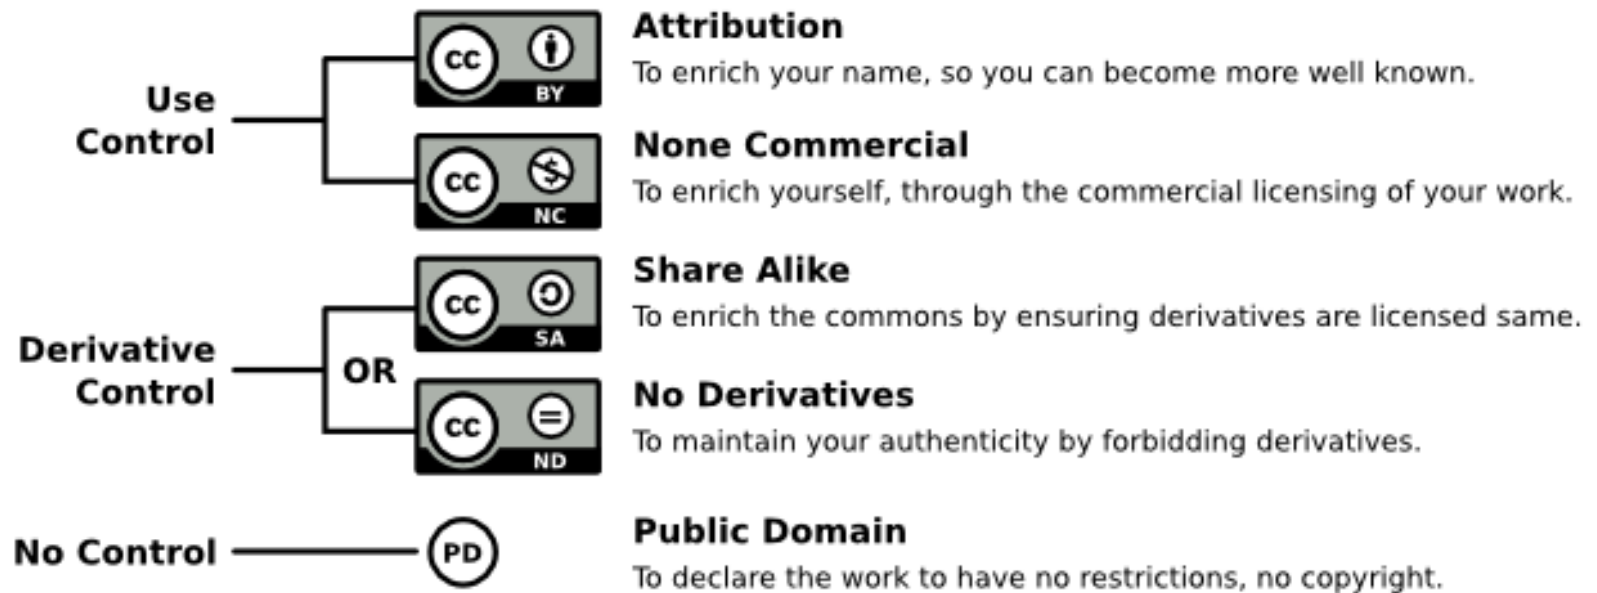 Use
Control
CC
BY
Attribution
To enrich your name, so you can become more well known.
CC
NC
None Commercial
To enrich yourself, through the commercial licensing of your work.
Derivative
Control
OR
CC
SA
Share Alike
To enrich the commons by ensuring derivatives are licensed same.
CC
ND
No Derivatives
To maintain your authenticity by forbidding derivatives.
No Control
PD
Public Domain
To declare the work to have no restrictions, no copyright.